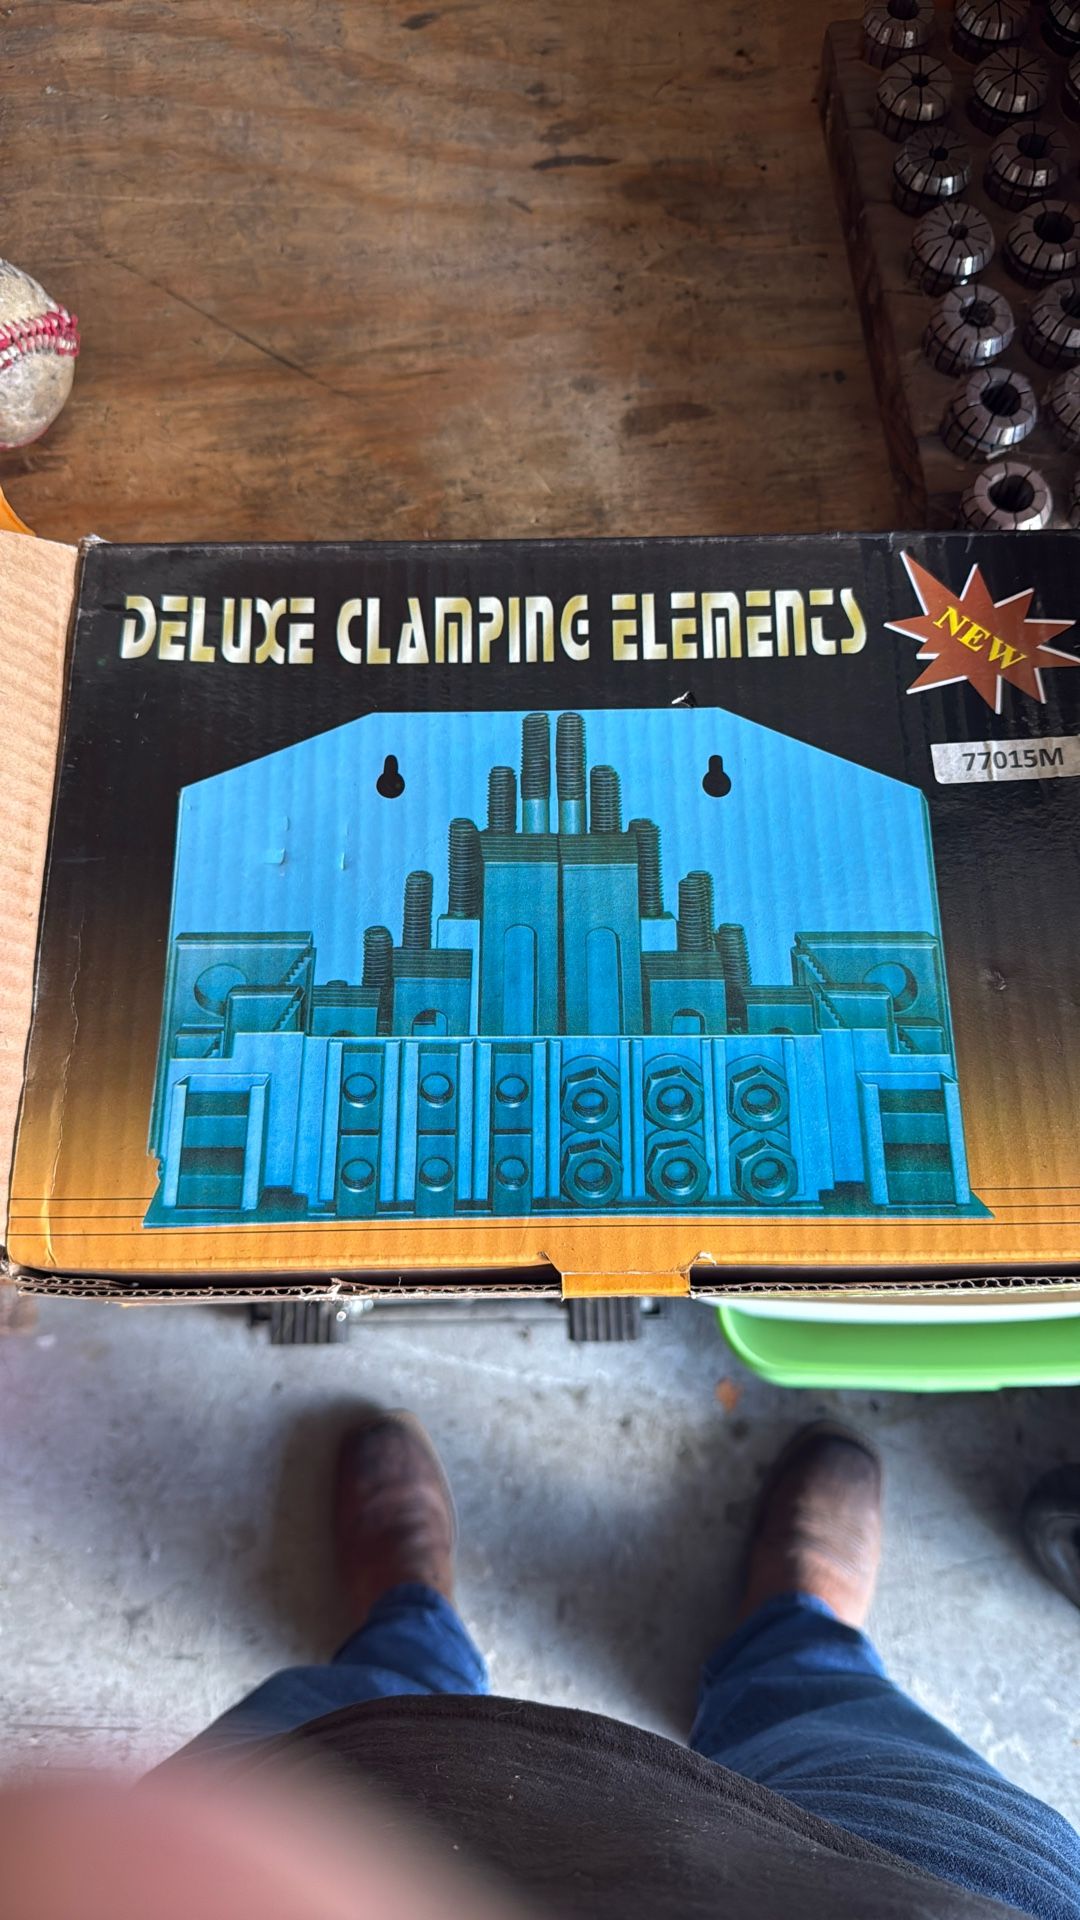 DELUXE CLAMPING ELEMENTS
NEW
77015M